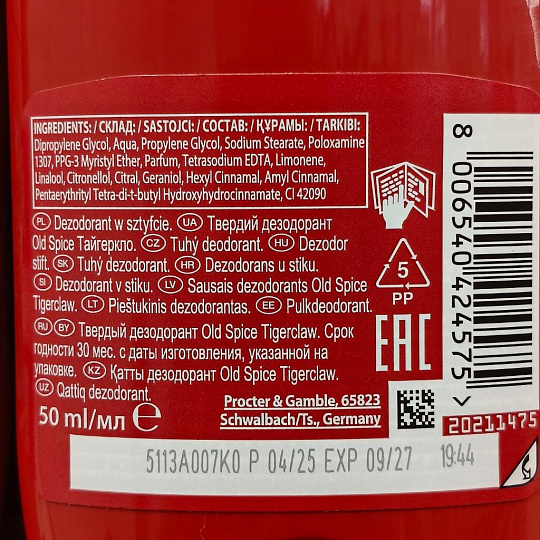 INGREDIENTS: / СКЛАД: / SASTOJCI: / СОСТАВ: / ҚҰРАМЫ: / TARKIBI:
Dipropylene Glycol, Aqua, Propylene Glycol, Sodium Stearate, Poloxamine
1307, PPG-3 Myristyl Ether, Parfum, Tetrasodium EDTA, Limonene,
Linalool, Citronellol, Citral, Geraniol, Hexyl Cinnamal, Amyl Cinnamal,
Pentaerythrityl Tetra-di-t-butyl Hydroxyhydrocinnamate, CI 42090
PL Dezodorant w sztyfcie. UA Твердий дезодорант
Old Spice Тайгеркло. CZ Tuhý deodorant. HU Dezodor
stift. SK Tuhý dezodorant. HR Dezodorans u stiku.
SI Dezodorant v stiku. LV Sausais dezodorants Old Spice
Tigerclaw. LT Pieštukinis dezodorantas. EE Pulkdeodorant.
RU BY Твердый дезодорант Old Spice Tigerclaw. Срок
годности 30 мес. с даты изготовления, указанной на
упаковке. KZ Қатты дезодорант Old Spice Tigerclaw.
UZ Qattiq dezodorant.
50 ml/мл e
Procter & Gamble, 65823
Schwalbach/Ts., Germany
5
PP
EAC
8 006540 424575 >
20211475
5113A007K0 P 04/25 EXP 09/27 19:44